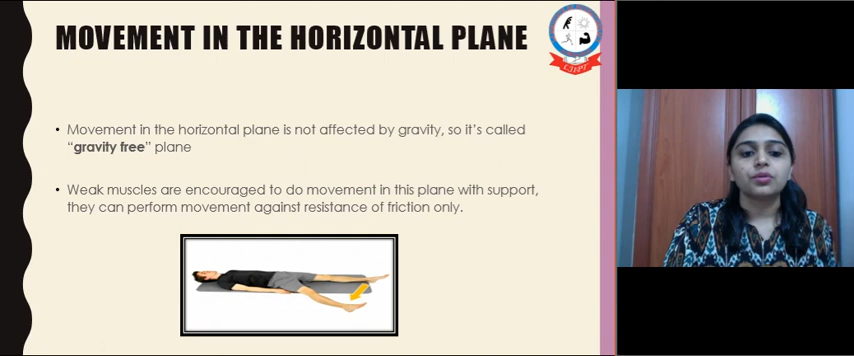 MOVEMENT IN THE HORIZONTAL PLANE
• Movement in the horizontal plane is not affected by gravity, so it's called
"gravity free" plane
• Weak muscles are encouraged to do movement in this plane with support,
they can perform movement against resistance of friction only.